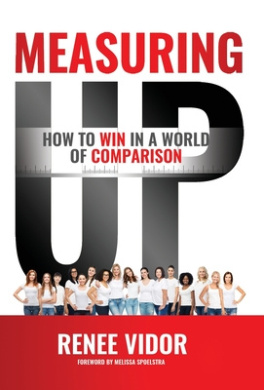 MEASURING
UP
HOW TO WIN IN A WORLD
OF COMPARISON
RENEE VIDOR
FOREWORD BY MELISSA SPOELSTRA